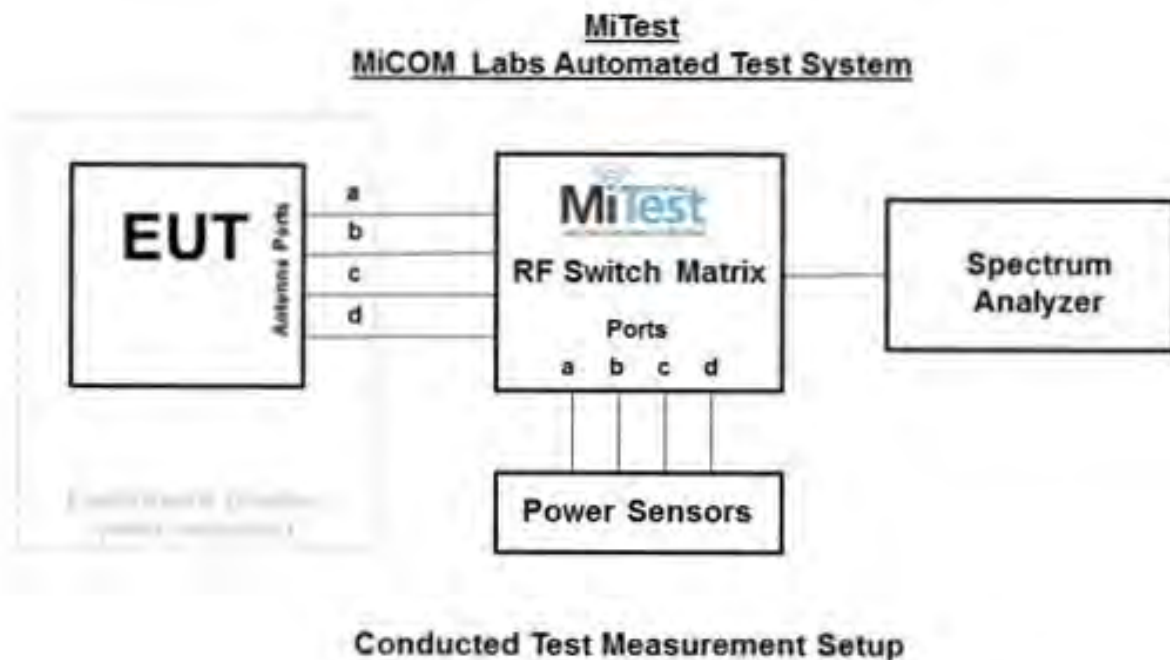 MiTest
MiCOM Labs Automated Test System
EUT
Antenna Ports
a
b
c
d
MiTest
RF Switch Matrix
Ports
a b c d
Spectrum
Analyzer
Power Sensors
Conducted Test Measurement Setup